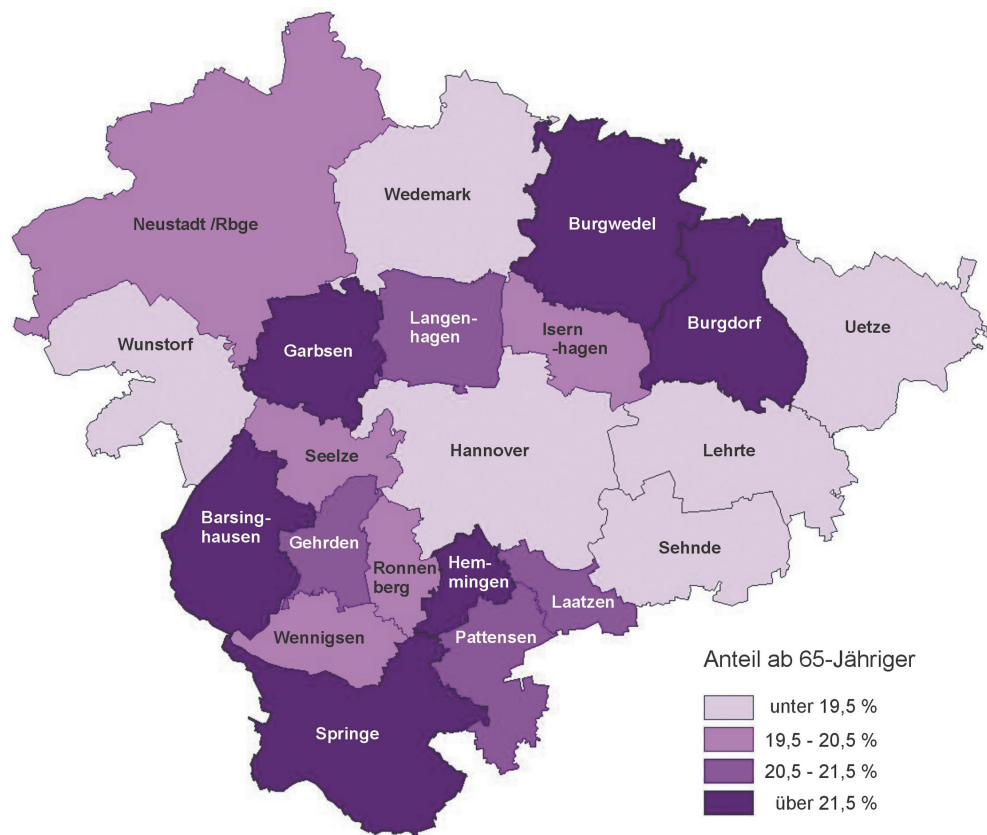 Wedemark
Neustadt /Rbge
Burgwedel
Langen-
hagen
Isern
-hagen
Burgdorf
Uetze
Wunstorf
Garbsen
Seelze
Hannover
Lehrte
Barsing-
hausen
Gehrden
Ronnen-
berg
Hem-
mingen
Sehnde
Laatzen
Wennigsen
Pattensen
Springe
Anteil ab 65-Jähriger
unter 19,5 %
19,5 - 20,5 %
20,5 - 21,5 %
über 21,5 %